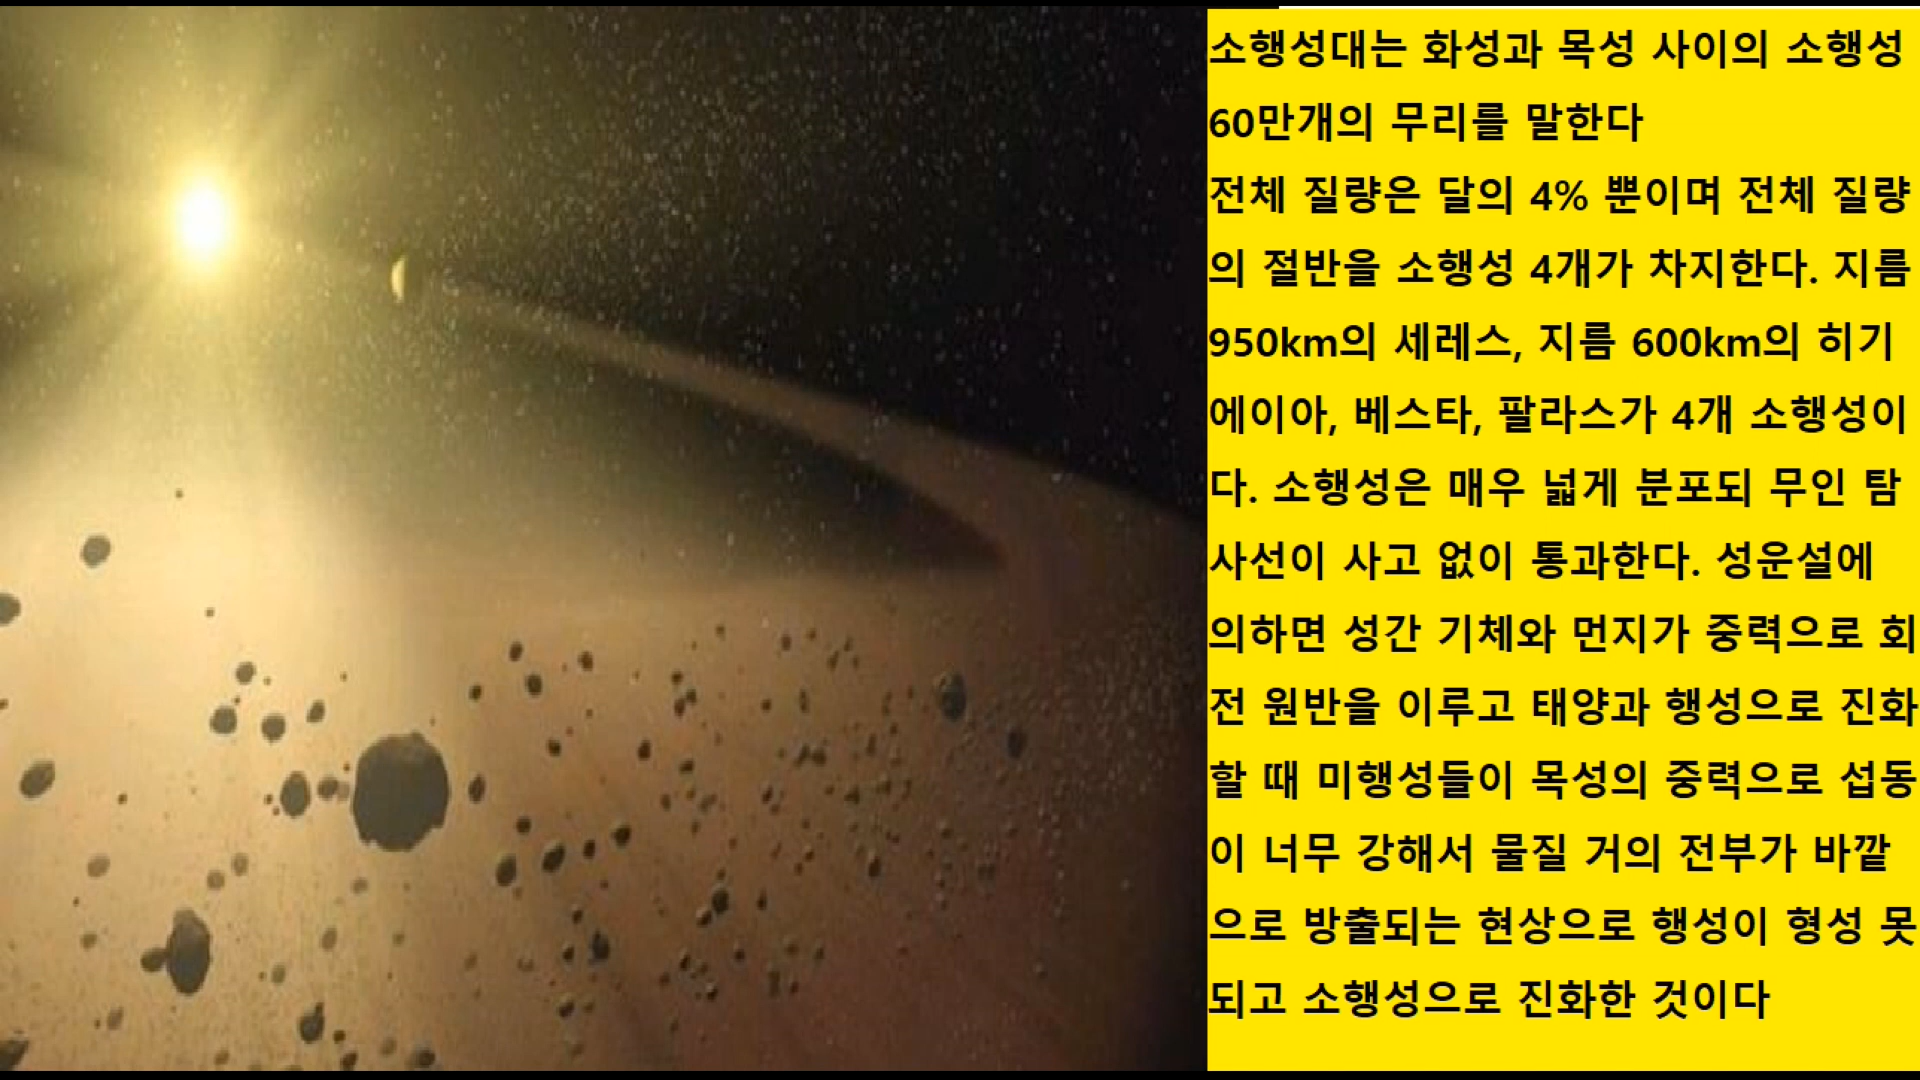 소행성대는 화성과 목성 사이의 소행성
60만개의 무리를 말한다
전체 질량은 달의 4% 뿐이며 전체 질량
의 절반을 소행성 4개가 차지한다. 지름
950km의 세레스, 지름 600km의 히기
에이아, 베스타, 팔라스가 4개 소행성이
다. 소행성은 매우 넓게 분포되 무인 탐
사선이 사고 없이 통과한다. 성운설에
의하면 성간 기체와 먼지가 중력으로 회
전 원반을 이루고 태양과 행성으로 진화
할 때 미행성들이 목성의 중력으로 섭동
이 너무 강해서 물질 거의 전부가 바깥
으로 방출되는 현상으로 행성이 형성 못
되고 소행성으로 진화한 것이다